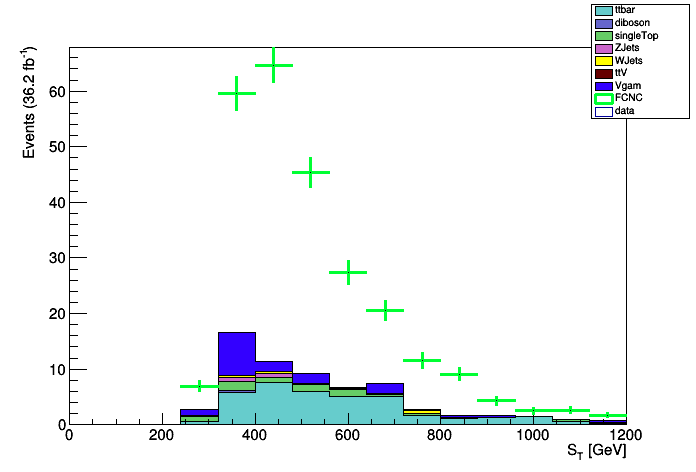 ttbar
diboson
singleTop
ZJets
WJets
ttV
Vgam
FCNC
data
Events (36.2 fb⁻¹)
60
50
40
30
20
10
0
0 200 400 600 800 1000 1200
S_T [GeV]